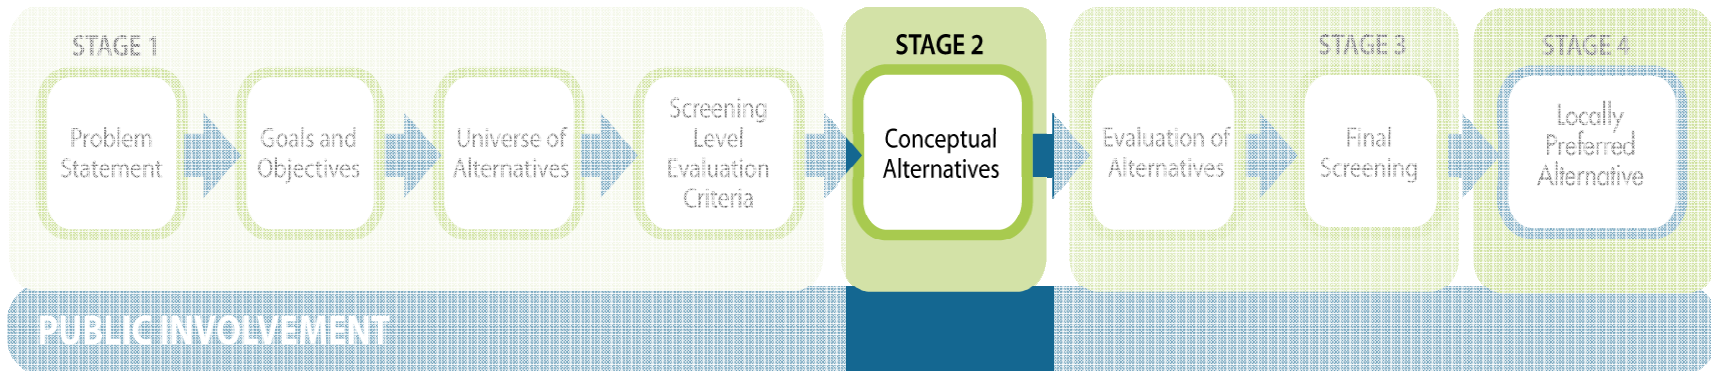 STAGE 1
Problem
Statement
Goals and
Objectives
Universe of
Alternatives
Screening
Level
Evaluation
Criteria
STAGE 2
Conceptual
Alternatives
STAGE 3
Evaluation of
Alternatives
Final
Screening
STAGE 4
Locally
Preferred
Alternative
PUBLIC INVOLVEMENT